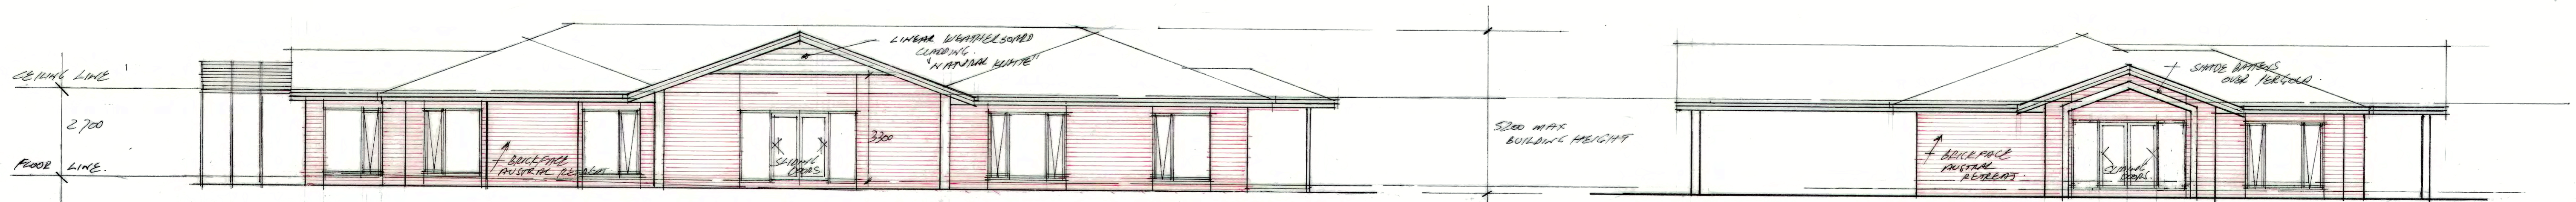 CEILING LINE
2700
FLOOR LINE.
LINEAR WEATHERBOARD
CLADDING.
"NATURAL WHITE"
BRICKFACE
AUSTRAL RETREAT
SLIDING
DOORS.
3300
5200 MAX
BUILDING HEIGHT
SHADE BATTENS
OVER PERGOLA.
BRICKFACE
AUSTRAL
RETREAT.
SLIDING
DOORS.